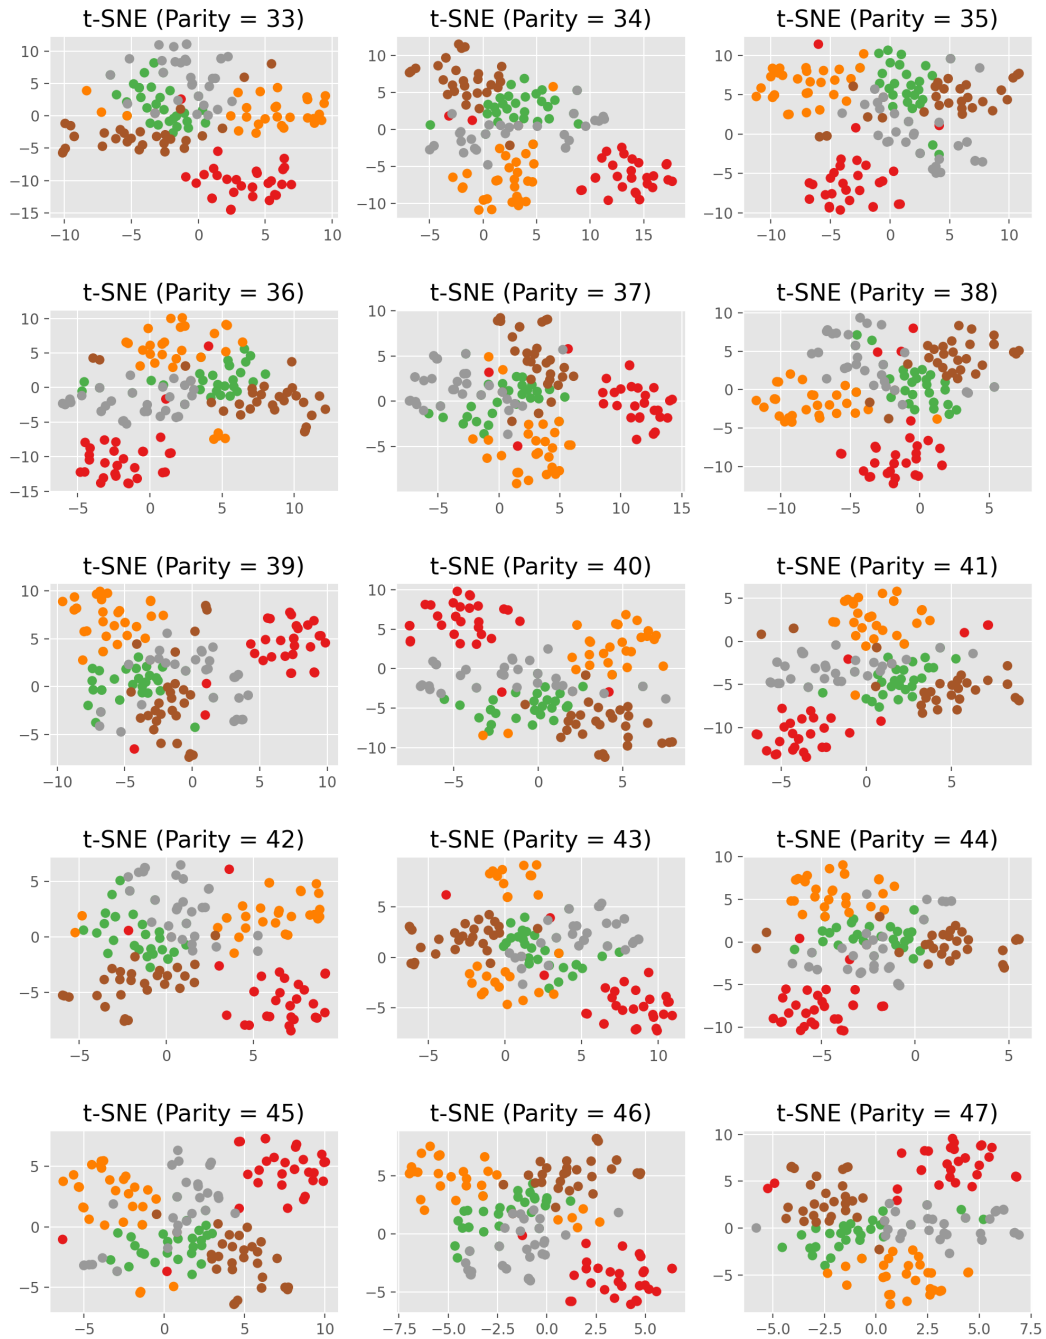 t-SNE (Parity = 33) t-SNE (Parity = 34) t-SNE (Parity = 35)
10 5 0 −5 −10 −15
−10 −5 0 5 10
10 5 0 −5 −10
−5 0 5 10 15
10 5 0 −5 −10
−10 −5 0 5 10
t-SNE (Parity = 36) t-SNE (Parity = 37) t-SNE (Parity = 38)
10 5 0 −5 −10 −15
−5 0 5 10
10 5 0 −5
−5 0 5 10 15
10 5 0 −5 −10
−10 −5 0 5
t-SNE (Parity = 39) t-SNE (Parity = 40) t-SNE (Parity = 41)
10 5 0 −5
−10 −5 0 5 10
10 5 0 −5 −10
−5 0 5
5 0 −5 −10
−5 0 5
t-SNE (Parity = 42) t-SNE (Parity = 43) t-SNE (Parity = 44)
5 0 −5
−5 0 5
5 0 −5
−5 0 5 10
10 5 0 −5 −10
−5 0 5
t-SNE (Parity = 45) t-SNE (Parity = 46) t-SNE (Parity = 47)
5 0 −5
−5 0 5 10
5 0 −5
−7.5 −5.0 −2.5 0.0 2.5 5.0
10 5 0 −5
−5.0 −2.5 0.0 2.5 5.0 7.5